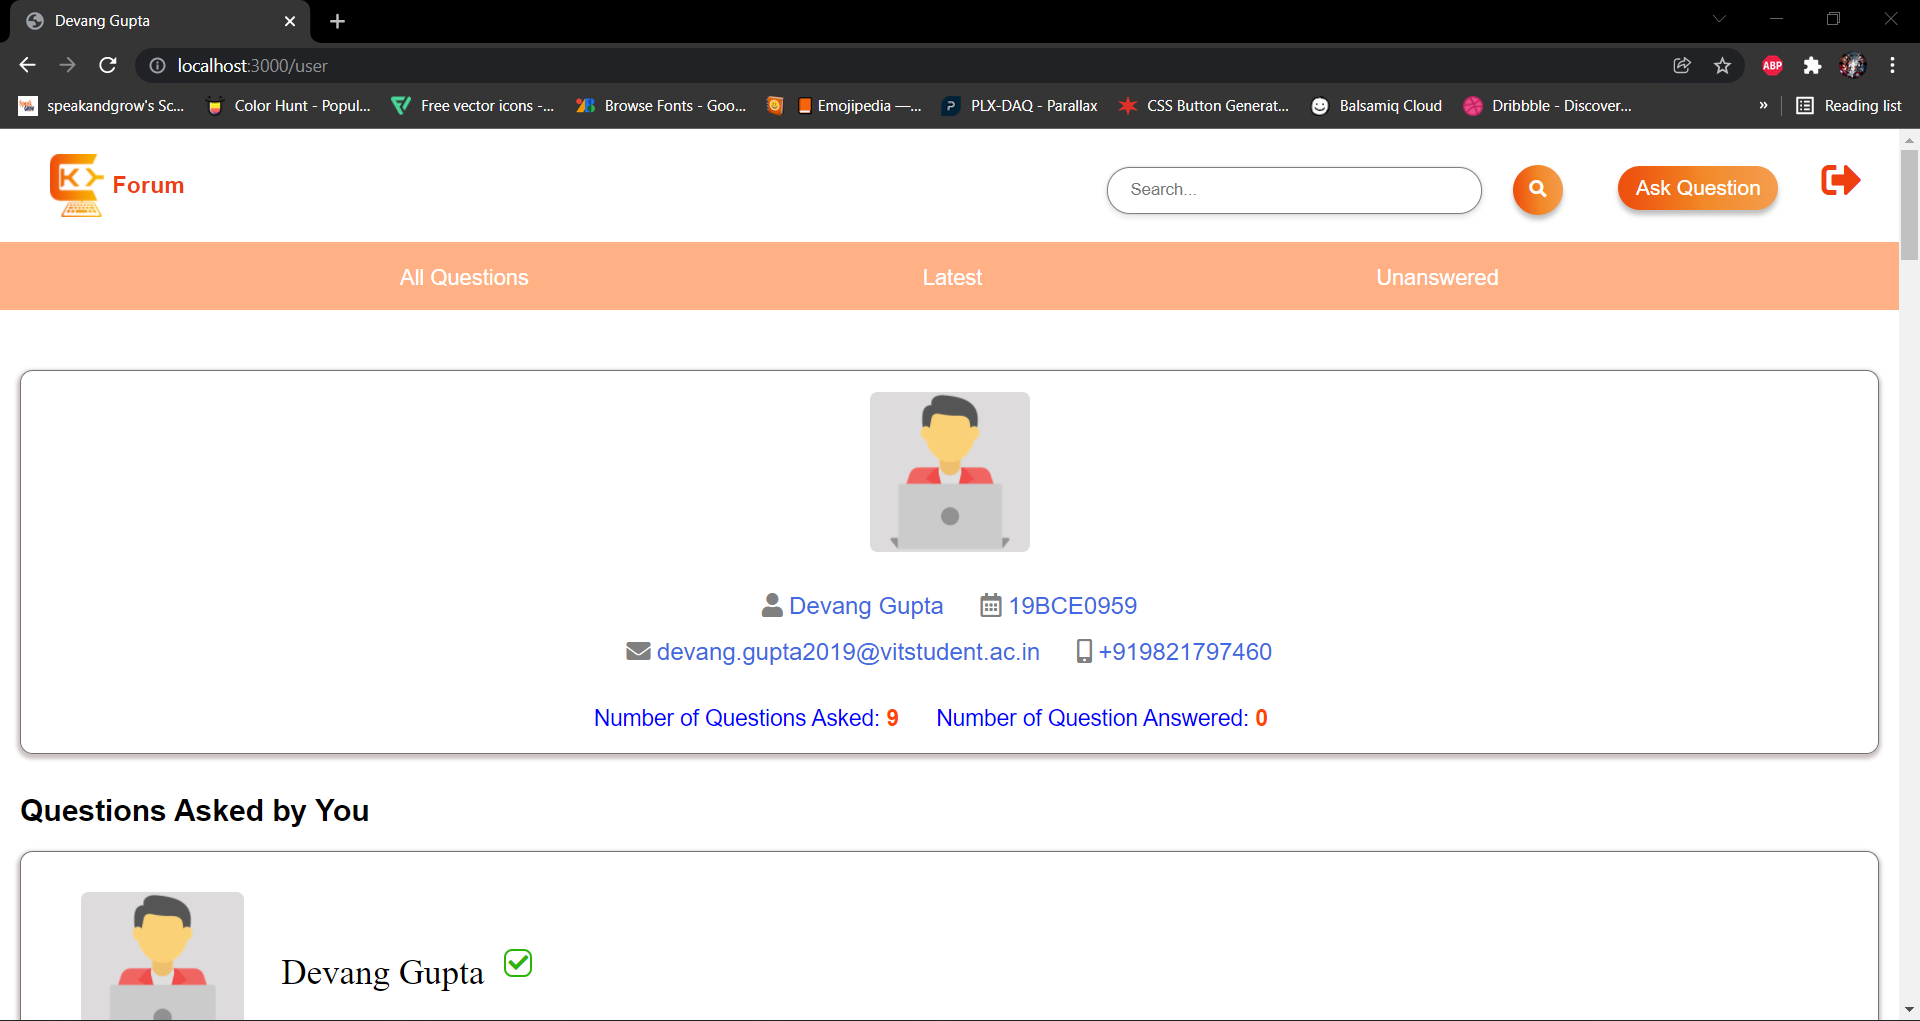 Devang Gupta
localhost:3000/user
speakandgrow's Sc... Color Hunt - Popul... Free vector icons -... Browse Fonts - Goo... Emojipedia —... PLX-DAQ - Parallax CSS Button Generat... Balsamiq Cloud Dribbble - Discover... » Reading list
ABP
CKY Forum Search... Ask Question
All Questions Latest Unanswered
Devang Gupta 19BCE0959
devang.gupta2019@vitstudent.ac.in +919821797460
Number of Questions Asked: 9 Number of Question Answered: 0
Questions Asked by You
Devang Gupta